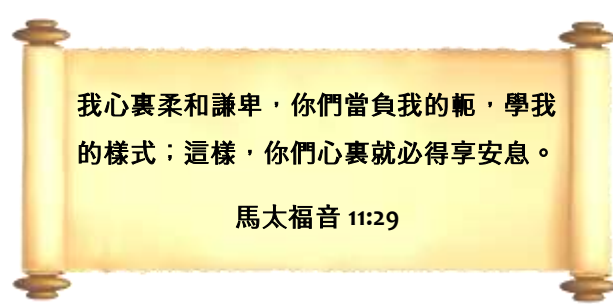 我心裏柔和謙卑，你們當負我的軛，學我
的樣式；這樣，你們心裏就必得享安息。
馬太福音 11:29